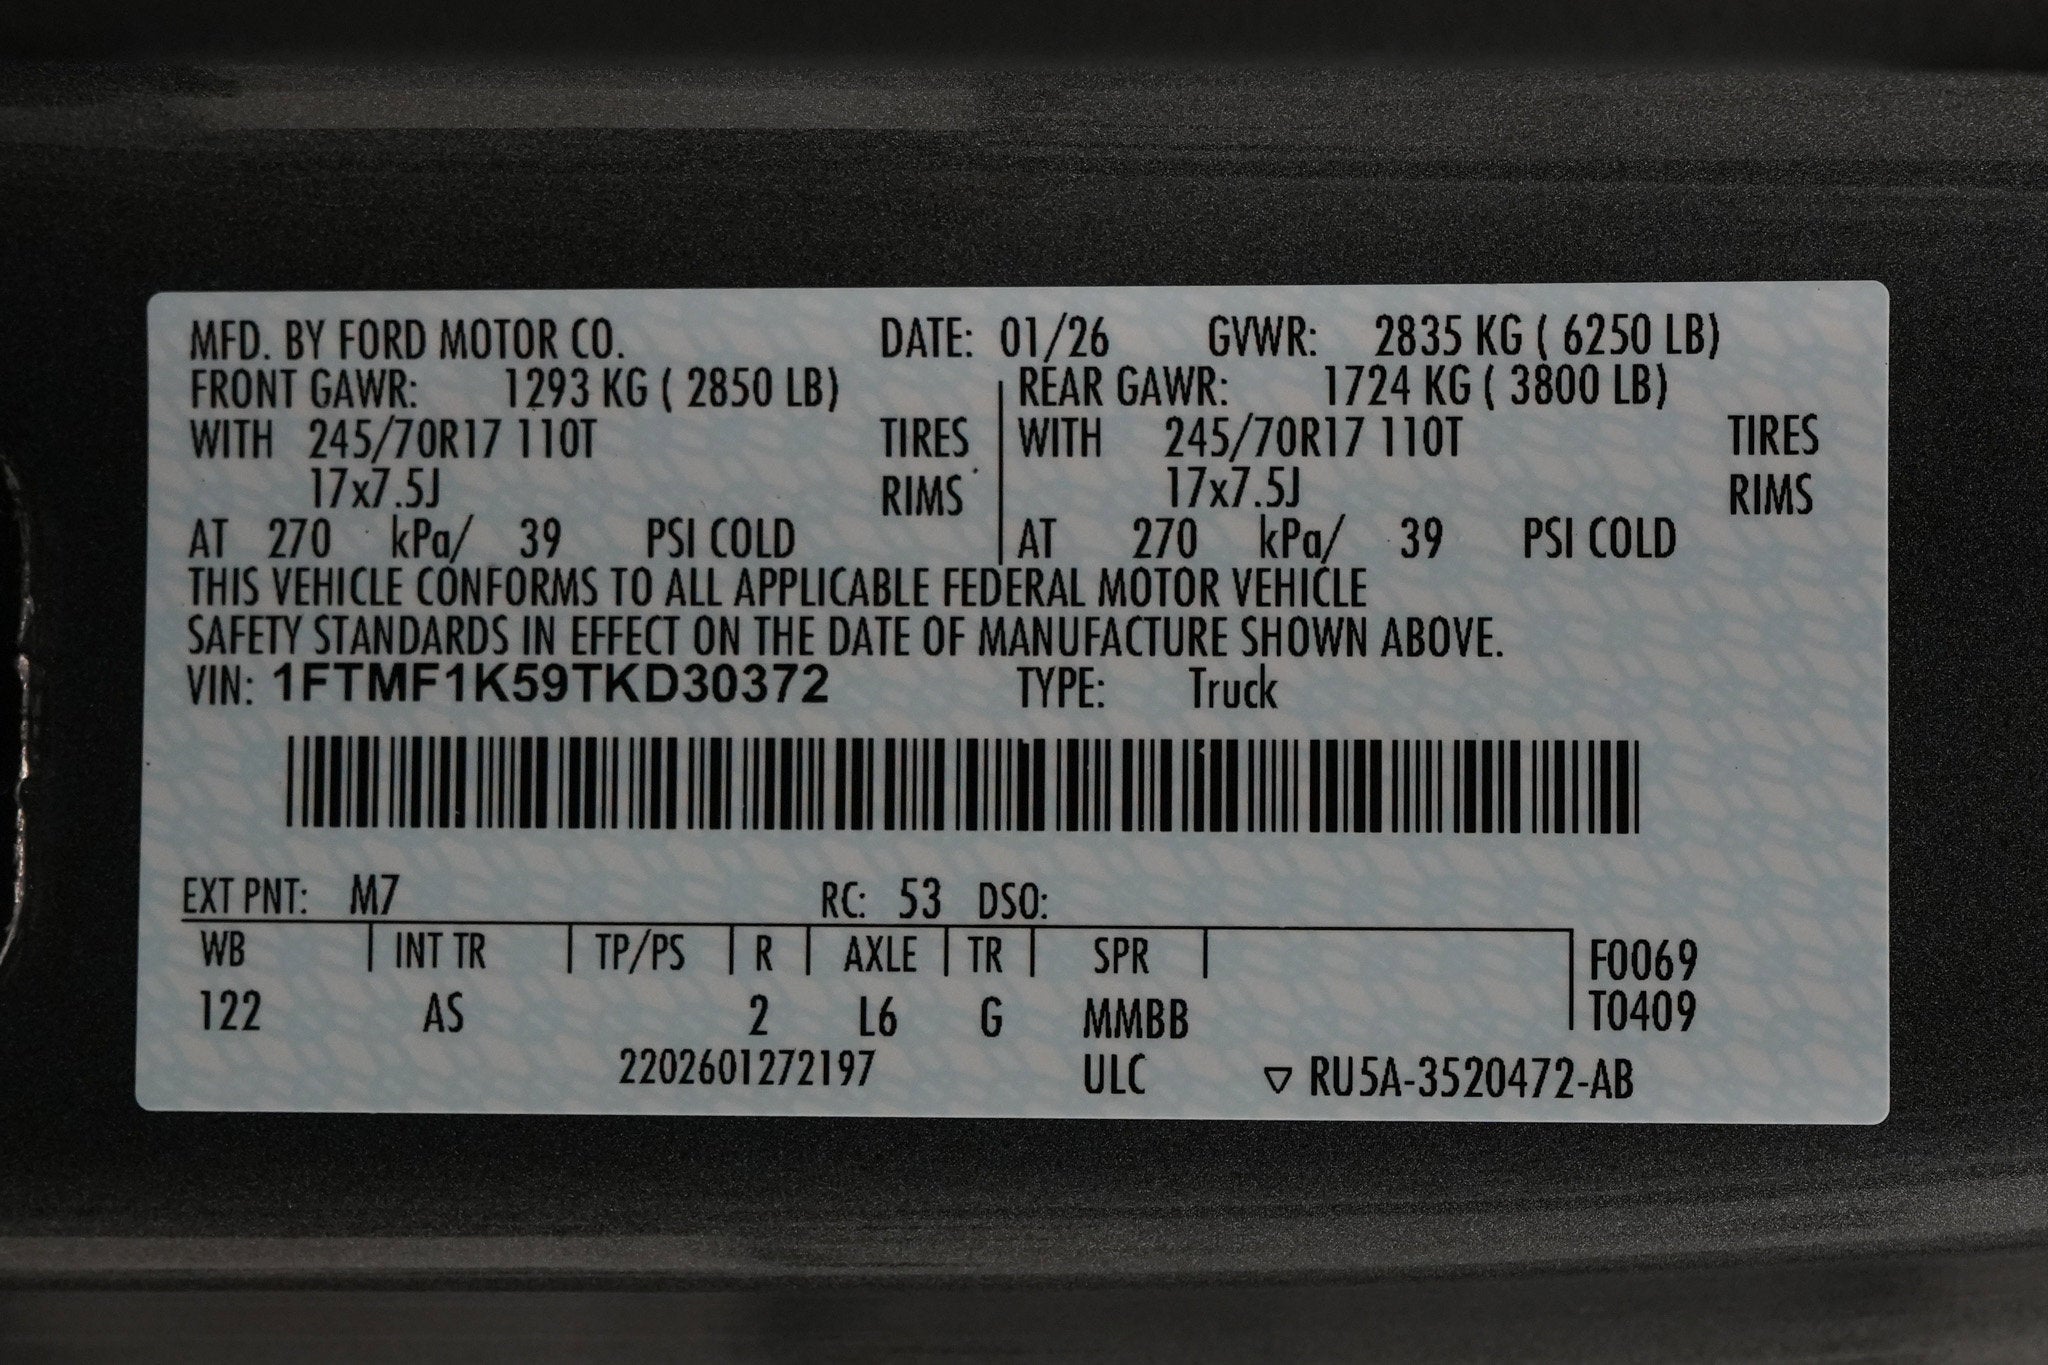 MFD. BY FORD MOTOR CO. DATE: 01/26 GVWR: 2835 KG ( 6250 LB)
FRONT GAWR: 1293 KG ( 2850 LB) REAR GAWR: 1724 KG ( 3800 LB)
WITH 245/70R17 110T TIRES WITH 245/70R17 110T TIRES
17x7.5J RIMS 17x7.5J RIMS
AT 270 kPa/ 39 PSI COLD AT 270 kPa/ 39 PSI COLD
THIS VEHICLE CONFORMS TO ALL APPLICABLE FEDERAL MOTOR VEHICLE
SAFETY STANDARDS IN EFFECT ON THE DATE OF MANUFACTURE SHOWN ABOVE.
VIN: 1FTMF1K59TKD30372 TYPE: Truck
EXT PNT: M7 RC: 53 DSO:
WB INT TR TP/PS R AXLE TR SPR F0069
122 AS 2 L6 G MMBB T0409
2202601272197 ULC ▽ RU5A-3520472-AB